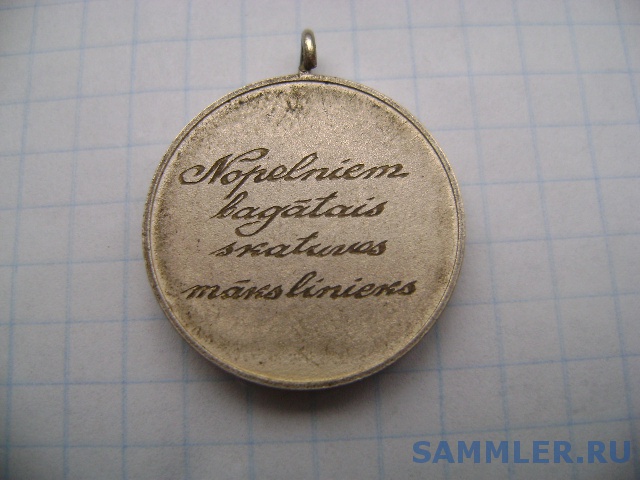 Nopelniem
bagātais
skatuves
mākslinieks
SAMMLER.RU